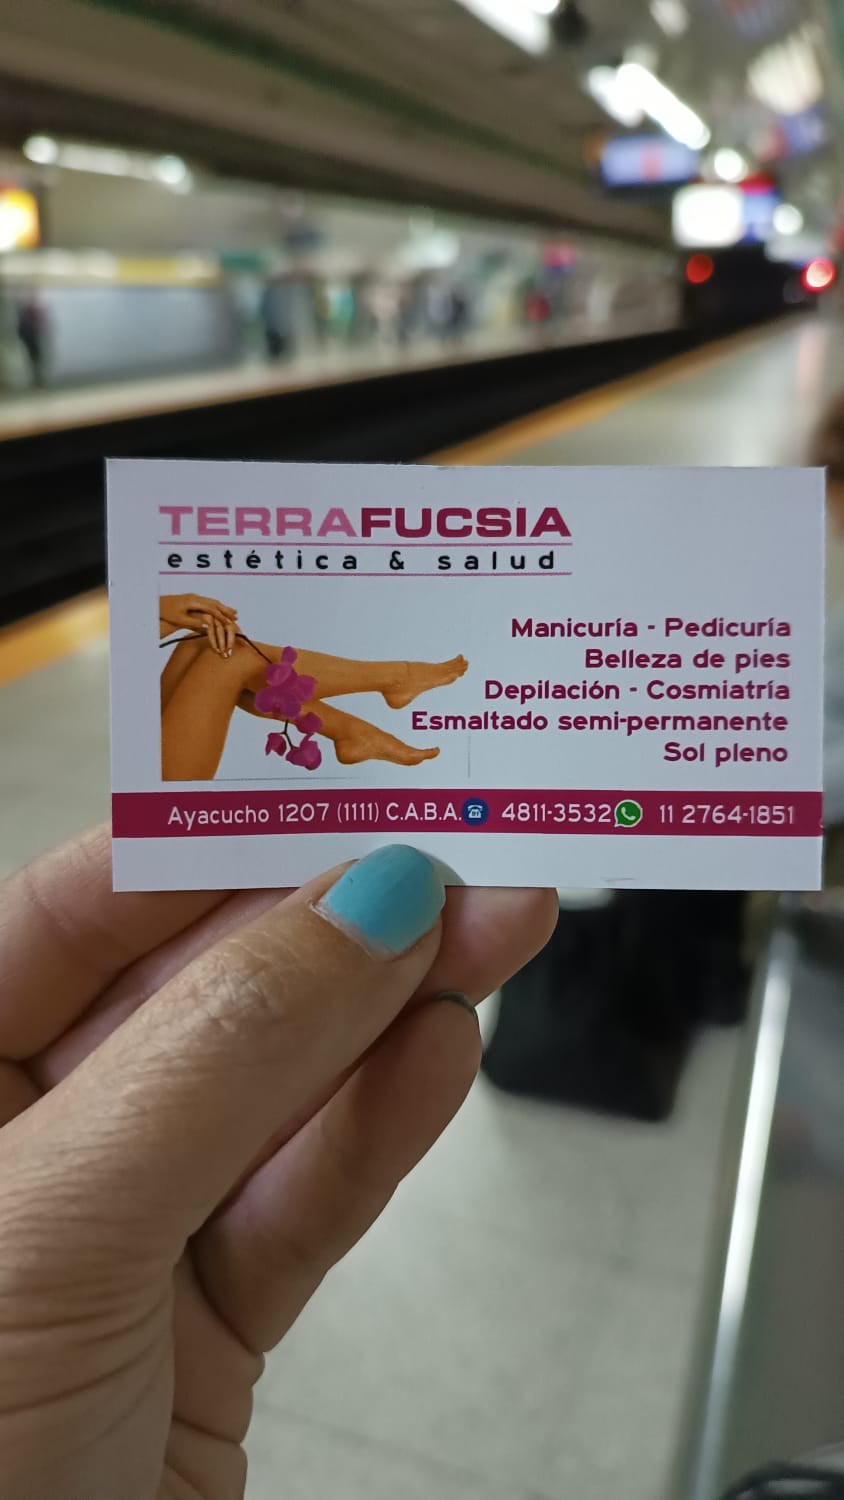 TERRAFUCSIA
estética & salud
Manicuría - Pedicuría
Belleza de pies
Depilación - Cosmiatría
Esmaltado semi-permanente
Sol pleno
Ayacucho 1207 (1111) C.A.B.A. 4811-3532 11 2764-1851